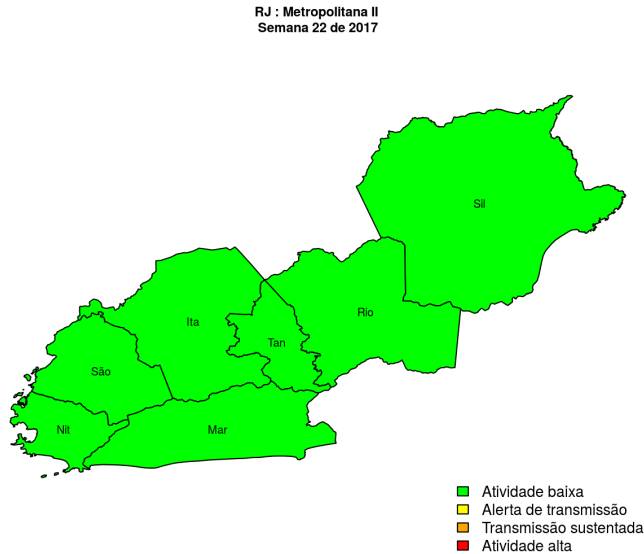 RJ : Metropolitana II
Semana 22 de 2017
Sil
Rio
Ita
Tan
São
Nit
Mar
Atividade baixa
Alerta de transmissão
Transmissão sustentada
Atividade alta